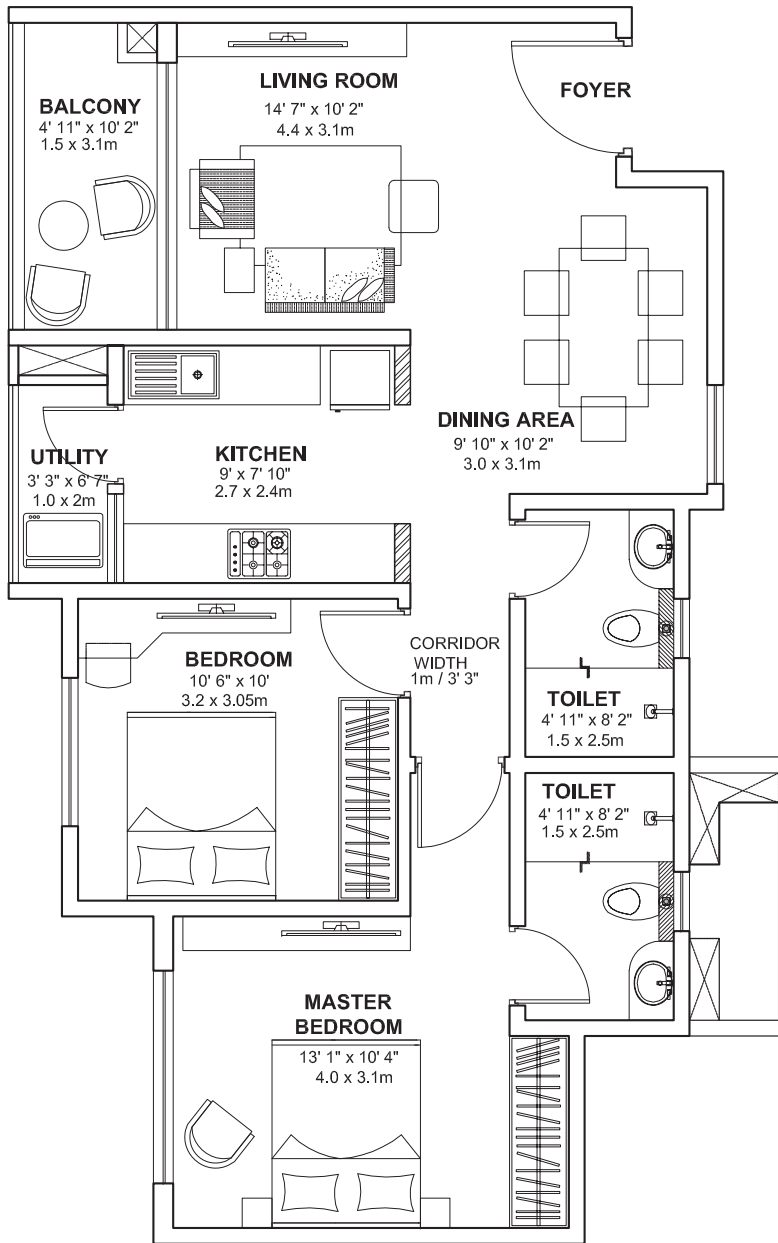 LIVING ROOM
14' 7" x 10' 2"
4.4 x 3.1m
FOYER
BALCONY
4' 11" x 10' 2"
1.5 x 3.1m
DINING AREA
9' 10" x 10' 2"
3.0 x 3.1m
UTILITY
3' 3" x 6' 7"
1.0 x 2m
KITCHEN
9' x 7' 10"
2.7 x 2.4m
BEDROOM
10' 6" x 10'
3.2 x 3.05m
CORRIDOR
WIDTH
1m / 3' 3"
TOILET
4' 11" x 8' 2"
1.5 x 2.5m
TOILET
4' 11" x 8' 2"
1.5 x 2.5m
MASTER
BEDROOM
13' 1" x 10' 4"
4.0 x 3.1m